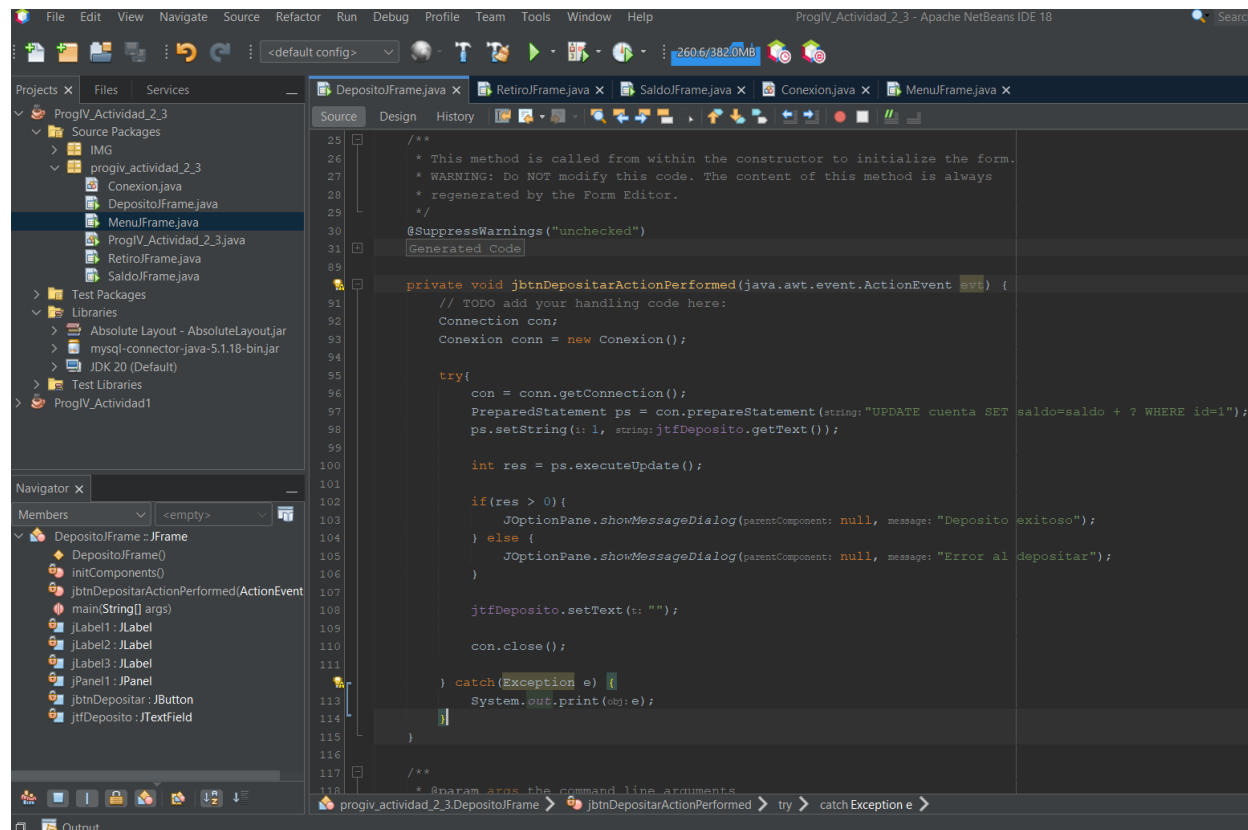 File Edit View Navigate Source Refactor Run Debug Profile Team Tools Window Help ProgIV_Actividad_2_3 - Apache NetBeans IDE 18 Searc
<default config> 260.6/382.0MB
Projects Files Services
ProgIV_Actividad_2_3
Source Packages
IMG
progiv_actividad_2_3
Conexion.java
DepositoJFrame.java
MenuJFrame.java
ProgIV_Actividad_2_3.java
RetiroJFrame.java
SaldoJFrame.java
Test Packages
Libraries
Absolute Layout - AbsoluteLayout.jar
mysql-connector-java-5.1.18-bin.jar
JDK 20 (Default)
Test Libraries
ProgIV_Actividad1
Navigator
Members <empty>
DepositoJFrame :: JFrame
DepositoJFrame()
initComponents()
jbtnDepositarActionPerformed(ActionEvent
main(String[] args)
jLabel1 : JLabel
jLabel2 : JLabel
jLabel3 : JLabel
jPanel1 : JPanel
jbtnDepositar : JButton
jtfDeposito : JTextField
DepositoJFrame.java RetiroJFrame.java SaldoJFrame.java Conexion.java MenuJFrame.java
Source Design History
25 /**
26 * This method is called from within the constructor to initialize the form.
27 * WARNING: Do NOT modify this code. The content of this method is always
28 * regenerated by the Form Editor.
29 */
30 @SuppressWarnings("unchecked")
31 Generated Code
89
private void jbtnDepositarActionPerformed(java.awt.event.ActionEvent evt) {
91 // TODO add your handling code here:
92 Connection con;
93 Conexion conn = new Conexion();
94
95 try{
96 con = conn.getConnection();
97 PreparedStatement ps = con.prepareStatement(string: "UPDATE cuenta SET saldo=saldo + ? WHERE id=1");
98 ps.setString(i: 1, string: jtfDeposito.getText());
99
100 int res = ps.executeUpdate();
101
102 if(res > 0){
103 JOptionPane.showMessageDialog(parentComponent: null, message: "Deposito exitoso");
104 } else {
105 JOptionPane.showMessageDialog(parentComponent: null, message: "Error al depositar");
106 }
107
108 jtfDeposito.setText(t: "");
109
110 con.close();
111
} catch(Exception e) {
113 System.out.print(obj: e);
114 }
115 }
116
117 /**
118 * @param args the command line arguments
progiv_actividad_2_3.DepositoJFrame jbtnDepositarActionPerformed try catch Exception e
Output